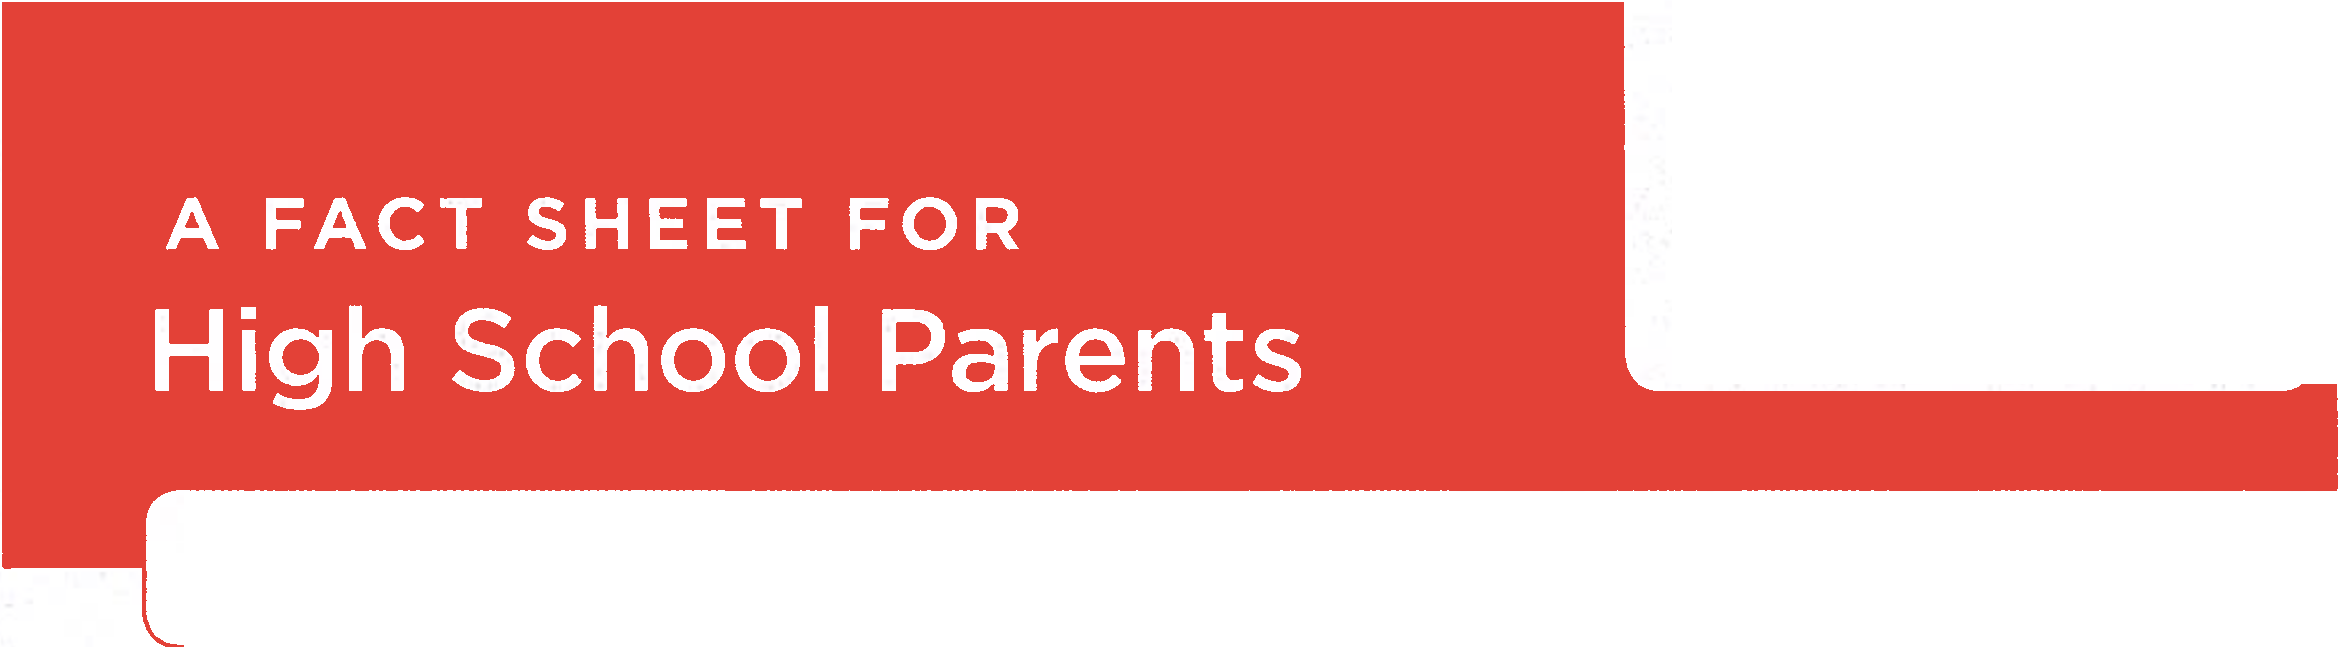 A FACT SHEET FOR
High School Parents